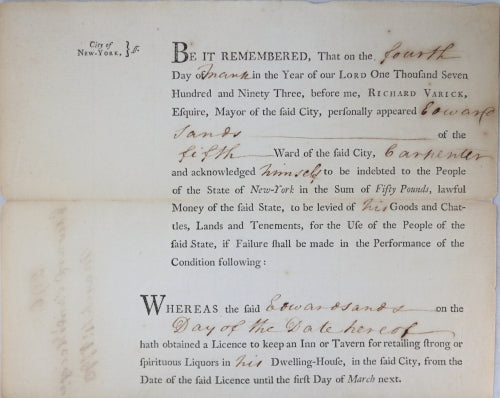 City of
NEW-YORK, } ſs.
BE IT REMEMBERED, That on the fourth
Day of March in the Year of our LORD One Thouſand Seven
Hundred and Ninety Three, before me, RICHARD VARICK,
Eſquire, Mayor of the ſaid City, perſonally appeared Edward
Sands of the
fifth Ward of the ſaid City, Carpenter
and acknowledged himself to be indebted to the People
of the State of New-York in the Sum of Fifty Pounds, lawful
Money of the ſaid State, to be levied of his Goods and Chat-
tles, Lands and Tenements, for the Uſe of the People of the
ſaid State, if Failure ſhall be made in the Performance of the
Condition following:
WHEREAS the ſaid Edward Sands on the
Day of the Date hereof
hath obtained a Licence to keep an Inn or Tavern for retailing ſtrong or
ſpirituous Liquors in his Dwelling-Houſe, in the ſaid City, from the
Date of the ſaid Licence until the firſt Day of March next.